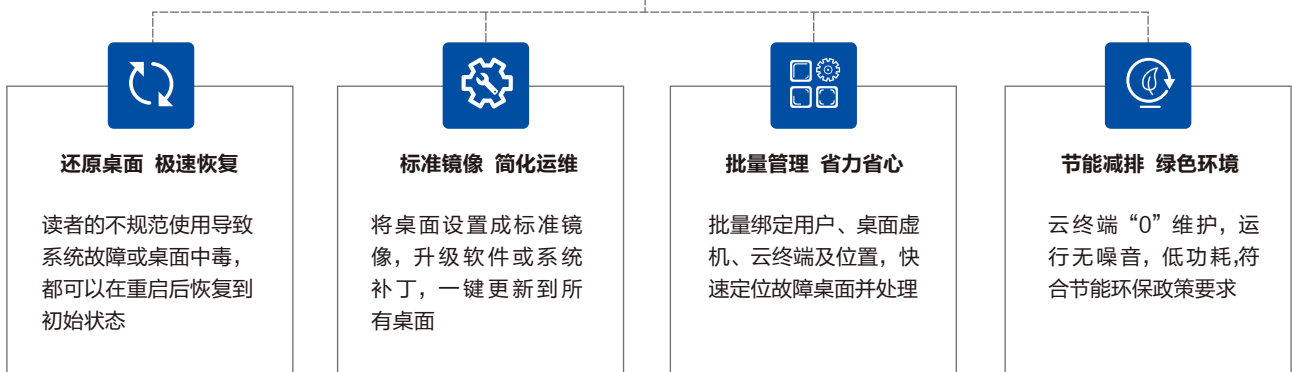 还原桌面 极速恢复
读者的不规范使用导致
系统故障或桌面中毒，
都可以在重启后恢复到
初始状态
标准镜像 简化运维
将桌面设置成标准镜
像，升级软件或系统
补丁，一键更新到所
有桌面
批量管理 省力省心
批量绑定用户、桌面虚
机、云终端及位置，快
速定位故障桌面并处理
节能减排 绿色环境
云终端“0”维护，运
行无噪音，低功耗,符
合节能环保政策要求